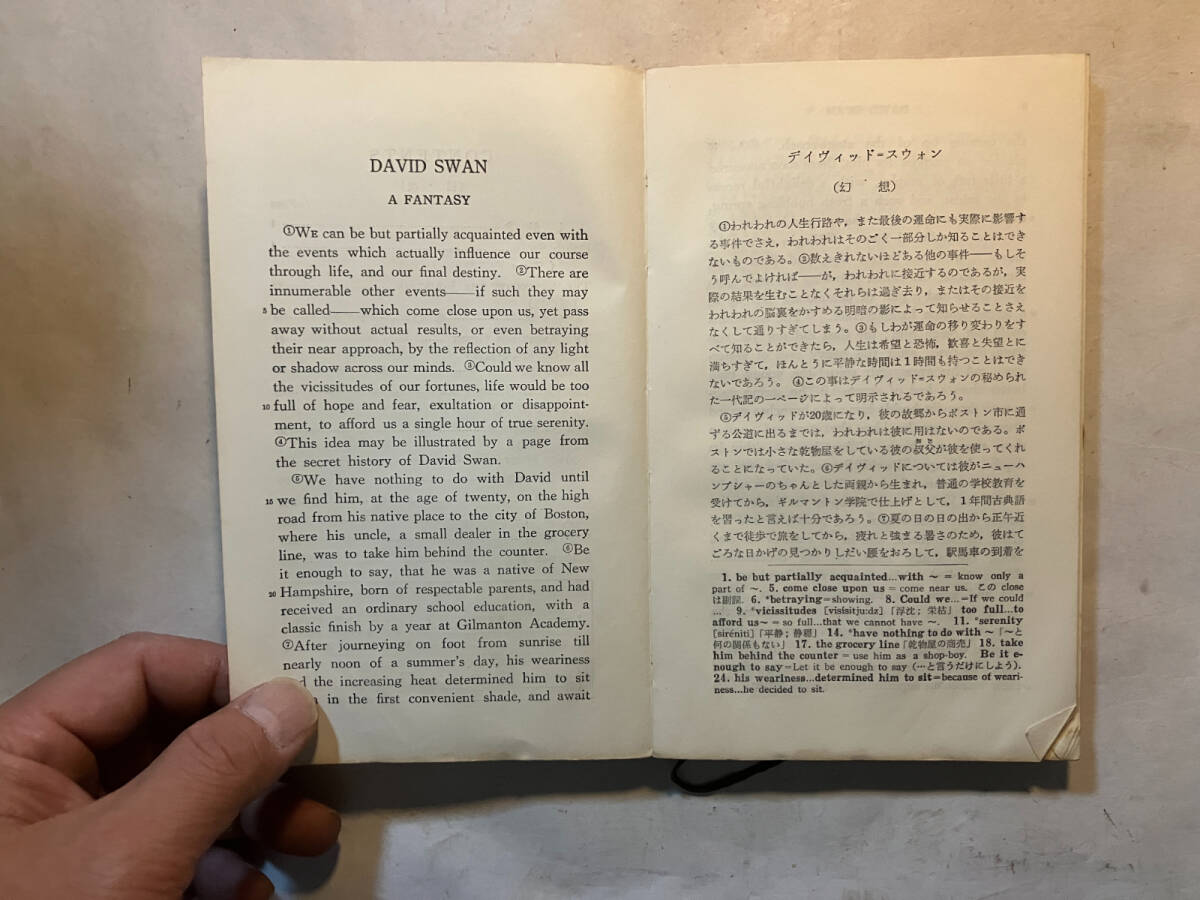 DAVID SWAN
A FANTASY
①WE can be but partially acquainted even with
the events which actually influence our course
through life, and our final destiny. ②There are
innumerable other events——if such they may
5 be called——which come close upon us, yet pass
away without actual results, or even betraying
their near approach, by the reflection of any light
or shadow across our minds. ③Could we know all
the vicissitudes of our fortunes, life would be too
10 full of hope and fear, exultation or disappoint-
ment, to afford us a single hour of true serenity.
④This idea may be illustrated by a page from
the secret history of David Swan.
⑤We have nothing to do with David until
15 we find him, at the age of twenty, on the high
road from his native place to the city of Boston,
where his uncle, a small dealer in the grocery
line, was to take him behind the counter. ⑥Be
it enough to say, that he was a native of New
20 Hampshire, born of respectable parents, and had
received an ordinary school education, with a
classic finish by a year at Gilmanton Academy.
⑦After journeying on foot from sunrise till
nearly noon of a summer's day, his weariness
the increasing heat determined him to sit
in the first convenient shade, and await
デイヴィッド=スウォン
(幻 想)
①われわれの人生行路や,また最後の運命にも実際に影響す
る事件でさえ,われわれはそのごく一部分しか知ることはでき
ないものである。②数えきれないほどある他の事件——もしそ
う呼んでよければ——が,われわれに接近するのであるが,実
際の結果を生むことなくそれらは過ぎ去り,またはその接近を
われわれの脳裏をかすめる明暗の影によって知らせることさえ
なくして通りすぎてしまう。③もしわが運命の移り変わりをす
べて知ることができたら,人生は希望と恐怖,歓喜と失望とに
満ちすぎて,ほんとうに平静な時間は1時間も持つことはでき
ないであろう。④この事はデイヴィッド=スウォンの秘められ
た一代記の一ページによって明示されるであろう。
⑤デイヴィッドが20歳になり,彼の故郷からボストン市に通
ずる公道に出るまでは,われわれは彼に用はないのである。ボ
ストンでは小さな乾物屋をしている彼の叔父が彼を使ってくれ
ることになっていた。⑥デイヴィッドについては彼がニューハ
ンプシャーのちゃんとした両親から生まれ,普通の学校教育を
受けてから,ギルマントン学院で仕上げとして,1年間古典語
を習ったと言えば十分であろう。⑦夏の日の日の出から正午近
くまで徒歩で旅をしてから,疲れと強まる暑さのため,彼はて
ごろな日かげの見つかりしだい腰をおろして,駅馬車の到着を
1. be but partially acquainted...with ～ = know only a
part of ～. 5. come close upon us = come near us. この close
は副詞. 6. *betraying=showing. 8. Could we...=If we could
... 9. *vicissitudes [visísitju:dz]「浮沈;栄枯」 too full...to
afford us～ = so full...that we cannot have ～. 11. *serenity
[siréniti]「平静;静穏」 14. *have nothing to do with ～「～と
何の関係もない」 17. the grocery line「乾物屋の商売」 18. take
him behind the counter = use him as a shop-boy. Be it e-
nough to say=Let it be enough to say (…と言うだけにしよう).
24. his weariness...determined him to sit=because of weari-
ness...he decided to sit.